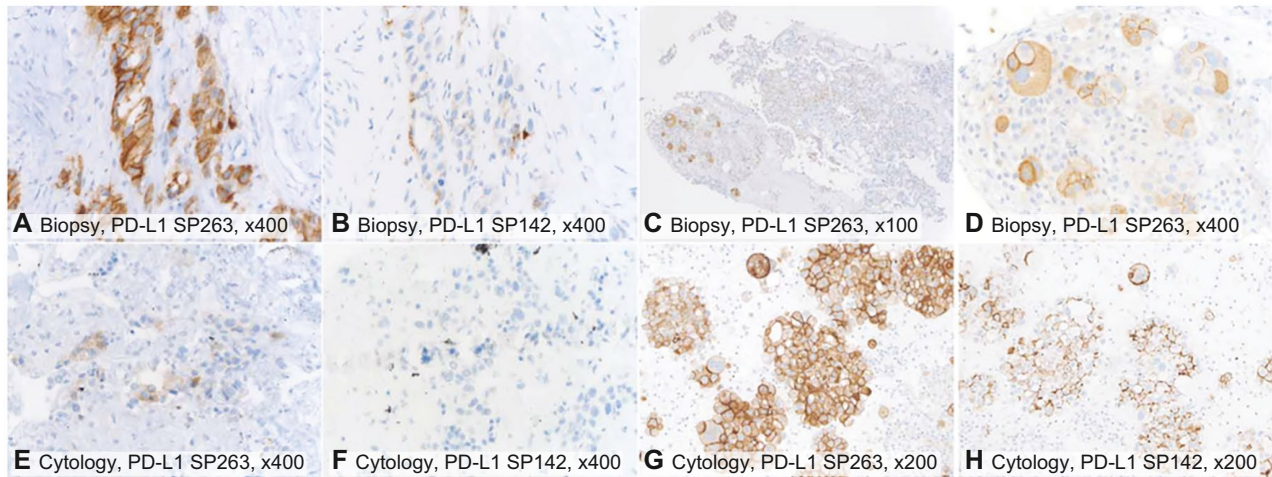 A Biopsy, PD-L1 SP263, x400
B Biopsy, PD-L1 SP142, x400
C Biopsy, PD-L1 SP263, x100
D Biopsy, PD-L1 SP263, x400
E Cytology, PD-L1 SP263, x400
F Cytology, PD-L1 SP142, x400
G Cytology, PD-L1 SP263, x200
H Cytology, PD-L1 SP142, x200